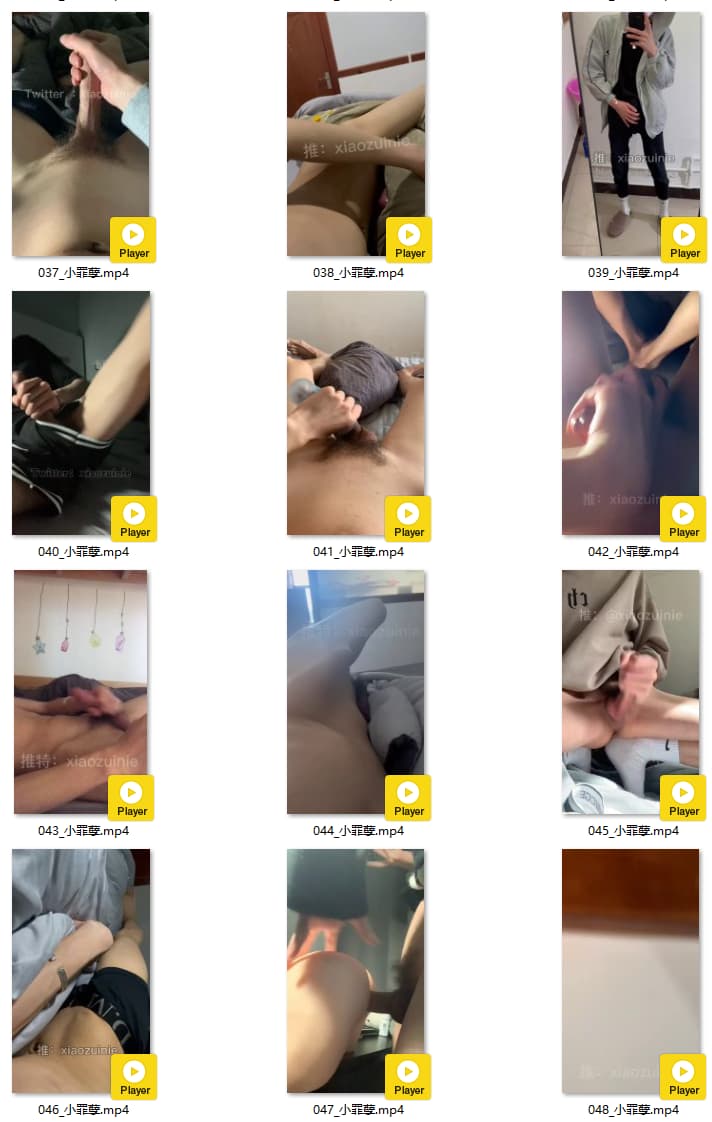 Twitter：xiaozuinie
推：xiaozuinie
推：xiaozuinie
Player
Player
Player
037_小罪孽.mp4
038_小罪孽.mp4
039_小罪孽.mp4
Twitter：xiaozuinie
推：xiaozuinie
Player
Player
Player
040_小罪孽.mp4
041_小罪孽.mp4
042_小罪孽.mp4
推：@xiaozuinie
推：xiaozuinie
推特：xiaozuinie
Player
Player
Player
043_小罪孽.mp4
044_小罪孽.mp4
045_小罪孽.mp4
推：xiaozuinie
推：xiaozuinie
Player
Player
Player
046_小罪孽.mp4
047_小罪孽.mp4
048_小罪孽.mp4